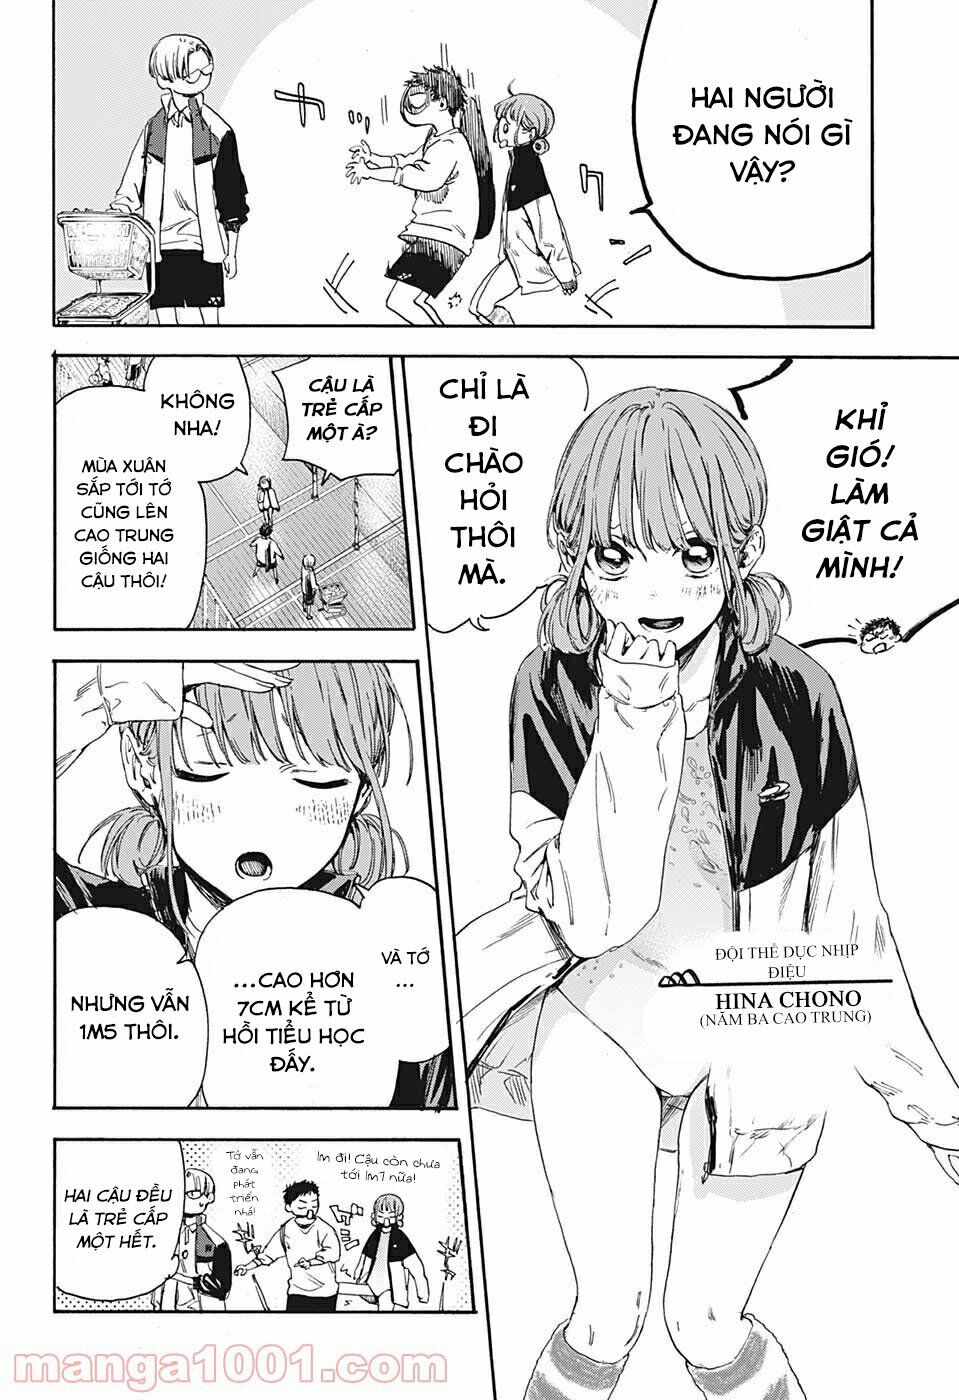 HAI NGƯỜI
ĐANG NÓI GÌ
VẬY?
KHỈ
GIÓ!
LÀM
GIẬT CẢ
MÌNH!
CHỈ LÀ
ĐI
CHÀO
HỎI
THÔI
MÀ.
ĐỘI THỂ DỤC NHỊP
ĐIỆU
HINA CHONO
(NĂM BA CAO TRUNG)
CẬU LÀ
TRẺ CẤP
MỘT À?
KHÔNG
NHA!
MÙA XUÂN
SẮP TỚI TỚ
CŨNG LÊN
CAO TRUNG
GIỐNG HAI
CẬU THÔI!
VÀ TỚ
...
...CAO HƠN
7CM KỂ TỪ
HỒI TIỂU HỌC
ĐẤY.
NHƯNG VẪN
1M5 THÔI.
Im đi! Cậu còn chưa
tới 1m7 nữa!
Tớ vẫn
đang
phát
triển
nhá!
HAI CẬU ĐỀU
LÀ TRẺ CẤP
MỘT HẾT.
manga1001.com